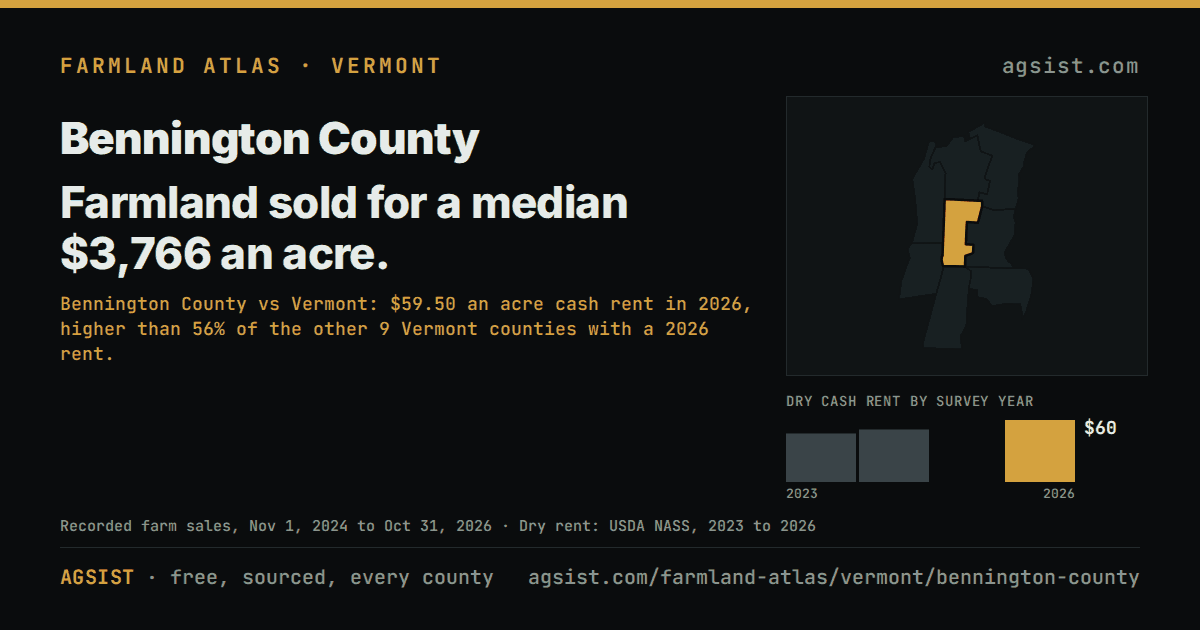 FARMLAND ATLAS · VERMONT
agsist.com
Bennington County
Farmland sold for a median
$3,766 an acre.
Bennington County vs Vermont: $59.50 an acre cash rent in 2026,
higher than 56% of the other 9 Vermont counties with a 2026
rent.
DRY CASH RENT BY SURVEY YEAR
$60
2023
2026
Recorded farm sales, Nov 1, 2024 to Oct 31, 2026 · Dry rent: USDA NASS, 2023 to 2026
AGSIST · free, sourced, every county
agsist.com/farmland-atlas/vermont/bennington-county